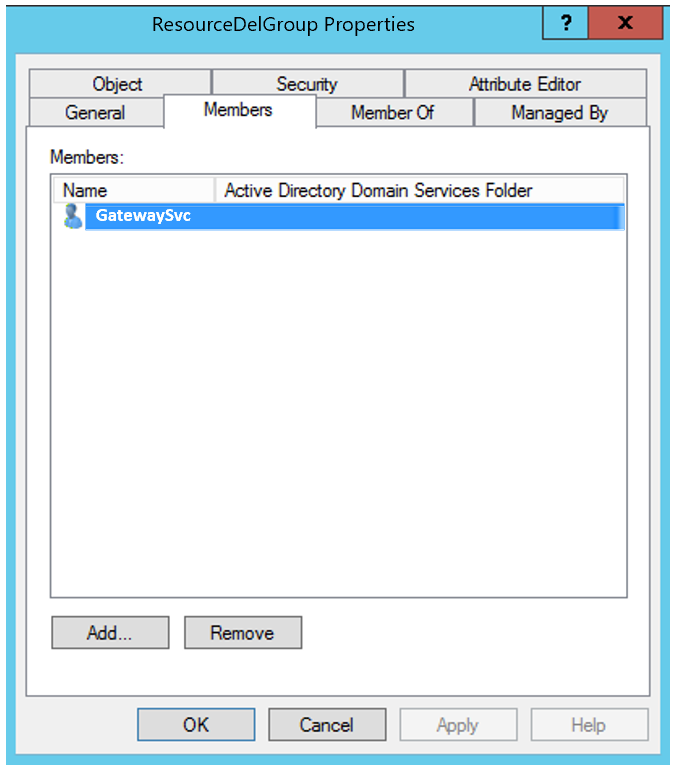 ResourceDelGroup Properties
? x
Object Security Attribute Editor
General Members Member Of Managed By
Members:
Name Active Directory Domain Services Folder
GatewaySvc
Add... Remove
OK Cancel Apply Help